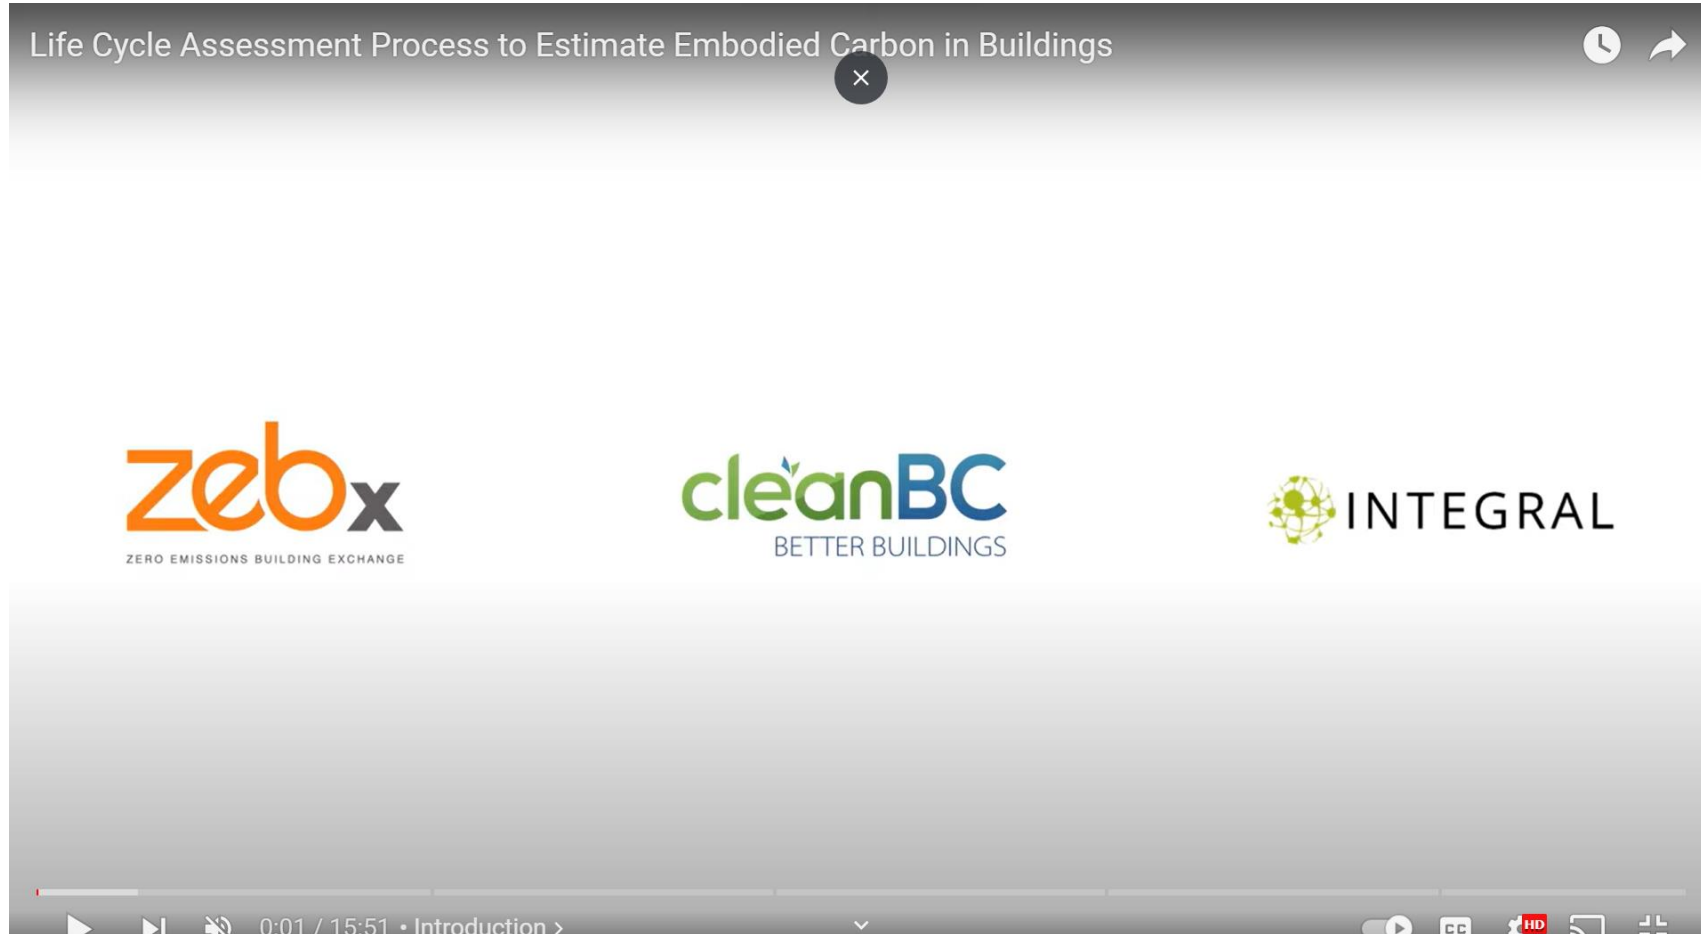 Life Cycle Assessment Process to Estimate Embodied Carbon in Buildings
zebx
ZERO EMISSIONS BUILDING EXCHANGE
cleanBC
BETTER BUILDINGS
INTEGRAL
0:01 / 15:51 • Introduction >
CC
HD